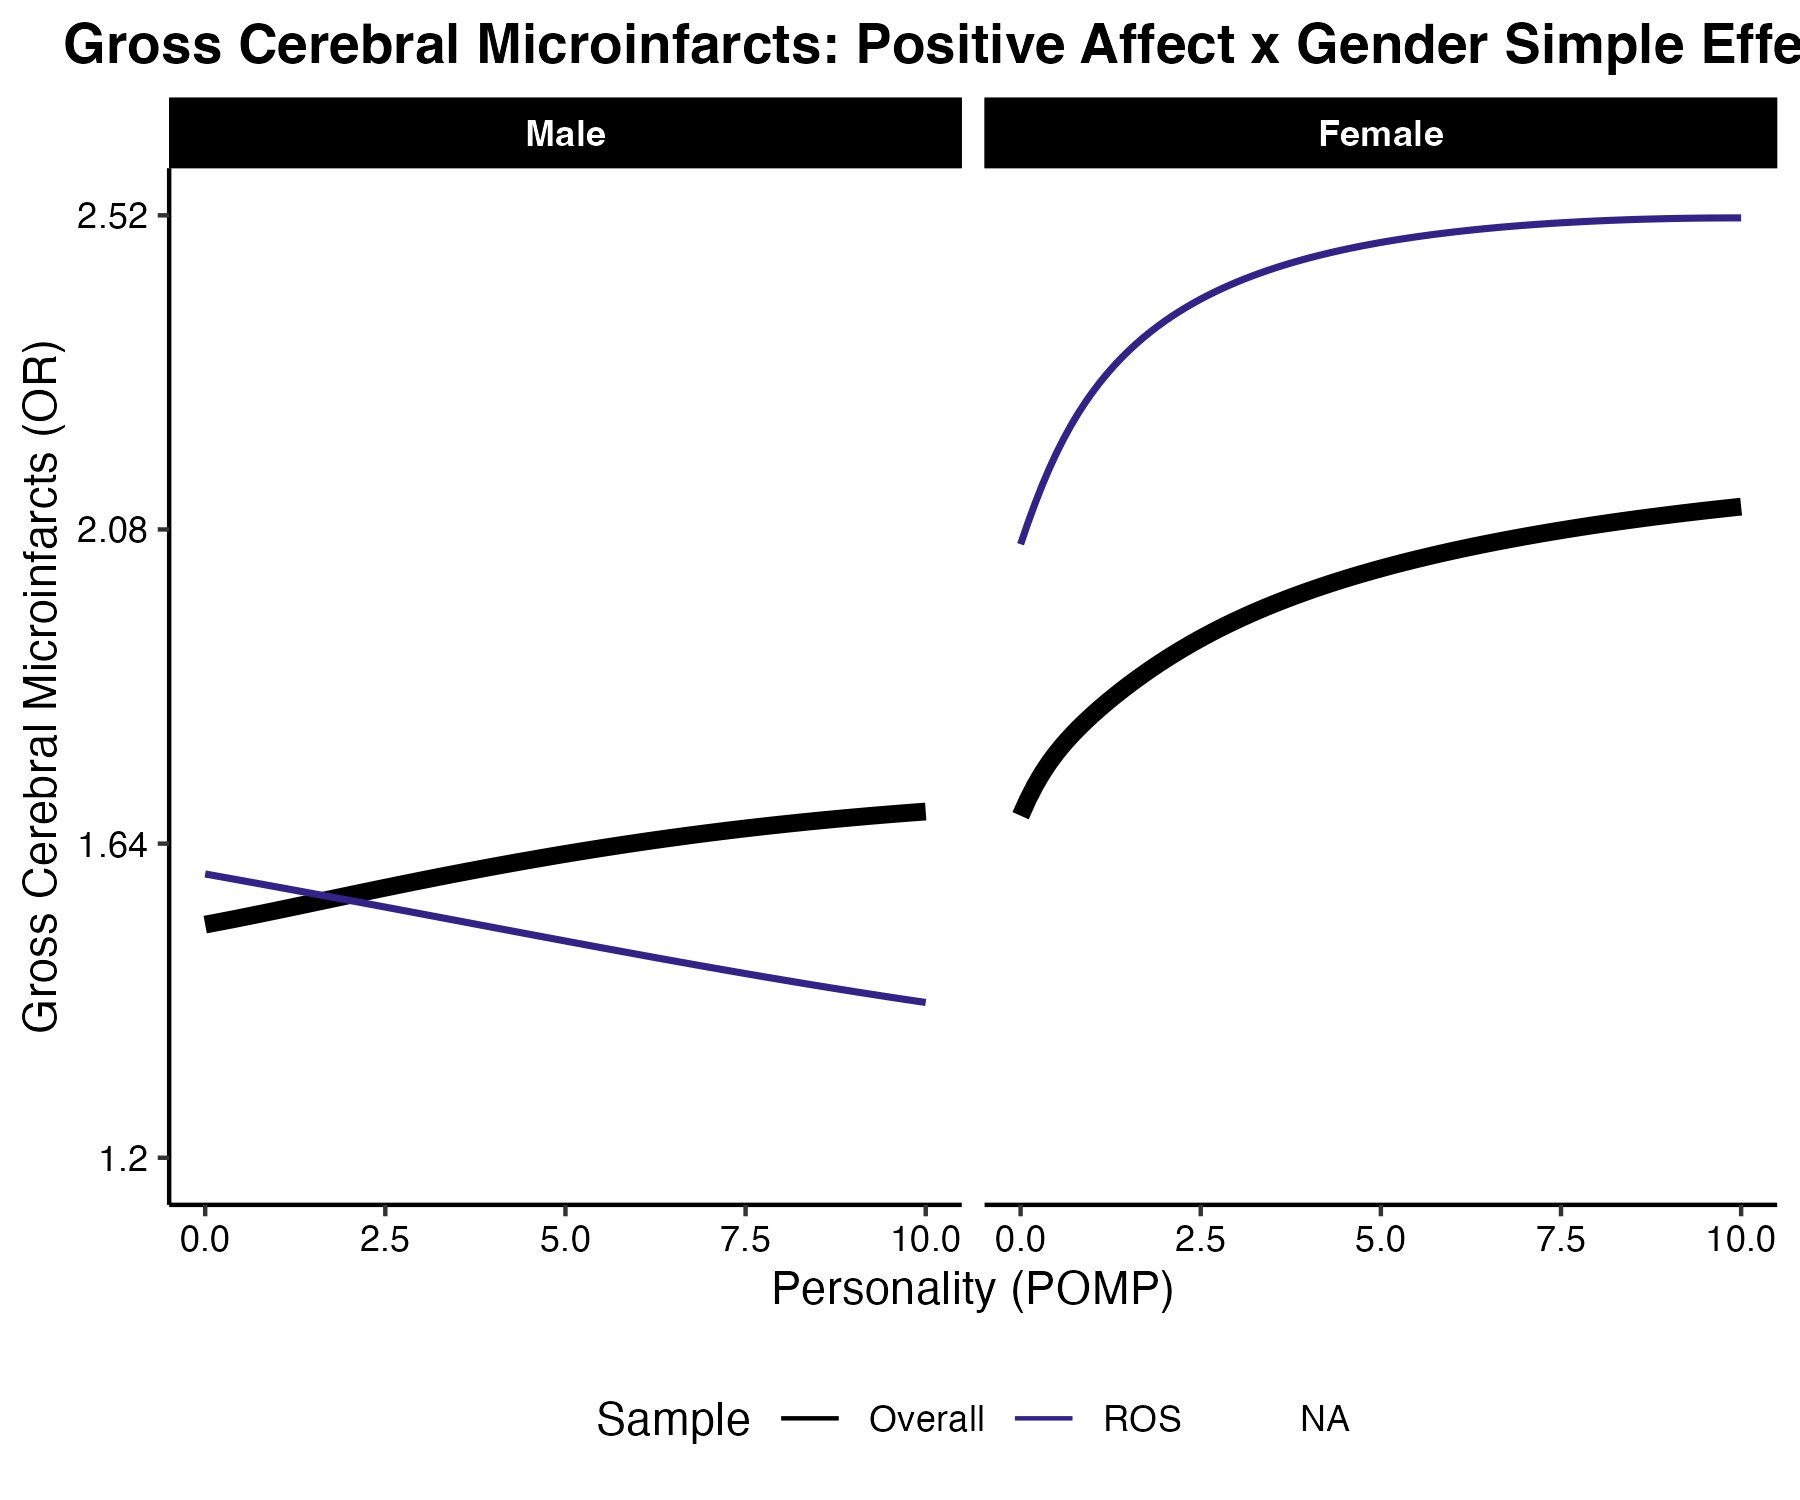 Gross Cerebral Microinfarcts: Positive Affect x Gender Simple Effe
Male
Female
Gross Cerebral Microinfarcts (OR)
2.52
2.08
1.64
1.2
0.0 2.5 5.0 7.5 10.0
0.0 2.5 5.0 7.5 10.0
Personality (POMP)
Sample Overall ROS NA